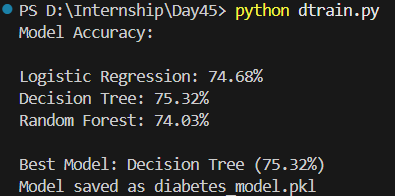 PS D:\Internship\Day45> python dtrain.py
Model Accuracy:
Logistic Regression: 74.68%
Decision Tree: 75.32%
Random Forest: 74.03%
Best Model: Decision Tree (75.32%)
Model saved as diabetes_model.pkl